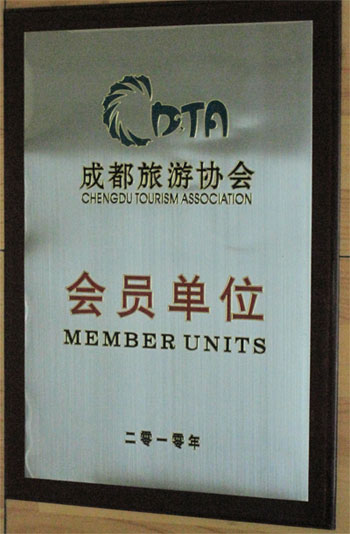 CDTA
成都旅游协会
CHENGDU TOURISM ASSOCIATION
会员单位
MEMBER UNITS
二零一零年